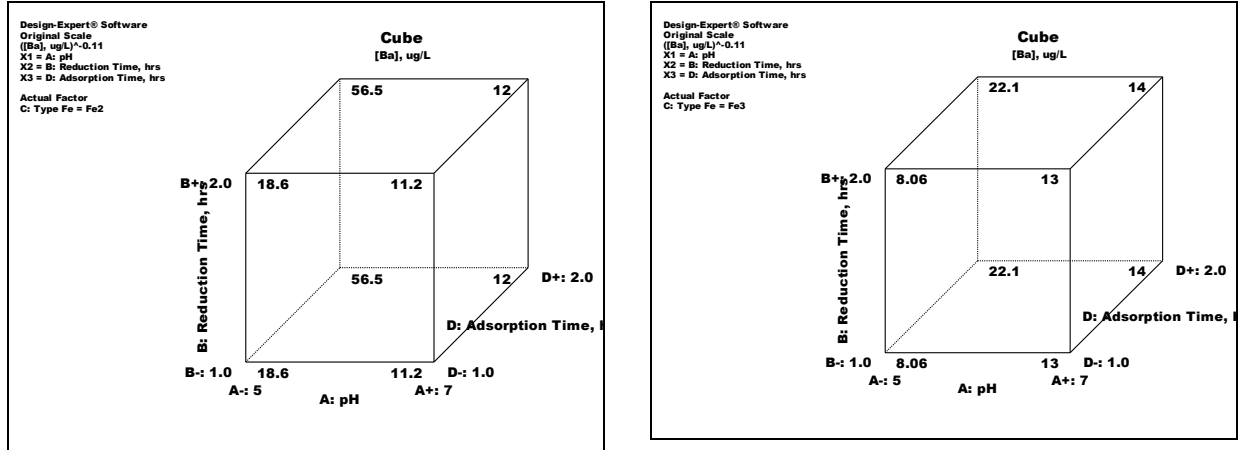 Design-Expert® Software
Original Scale
([Ba], ug/L)^-0.11
X1 = A: pH
X2 = B: Reduction Time, hrs
X3 = D: Adsorption Time, hrs
Actual Factor
C: Type Fe = Fe2
Cube
[Ba], ug/L
56.5
12
B+: 2.0
18.6
11.2
B: Reduction Time, hrs
56.5
12
D+: 2.0
D: Adsorption Time, h
B-: 1.0
18.6
11.2
D-: 1.0
A-: 5
A+: 7
A: pH
Design-Expert® Software
Original Scale
([Ba], ug/L)^-0.11
X1 = A: pH
X2 = B: Reduction Time, hrs
X3 = D: Adsorption Time, hrs
Actual Factor
C: Type Fe = Fe3
Cube
[Ba], ug/L
22.1
14
B+: 2.0
8.06
13
B: Reduction Time, hrs
22.1
14
D+: 2.0
D: Adsorption Time,
B-: 1.0
8.06
13
D-: 1.0
A-: 5
A+: 7
A: pH